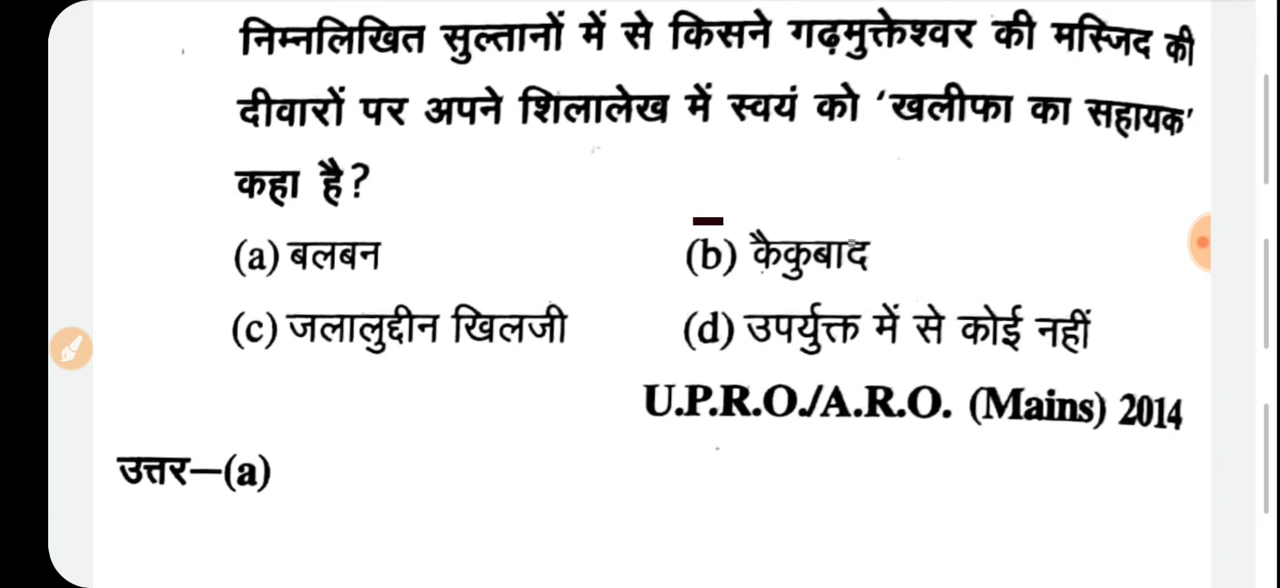 निम्नलिखित सुल्तानों में से किसने गढ़मुक्तेश्वर की मस्जिद की
दीवारों पर अपने शिलालेख में स्वयं को ‘खलीफा का सहायक’
कहा है?
(a) बलबन (b) कैकुबाद
(c) जलालुद्दीन खिलजी (d) उपर्युक्त में से कोई नहीं
U.P.R.O./A.R.O. (Mains) 2014
उत्तर—(a)